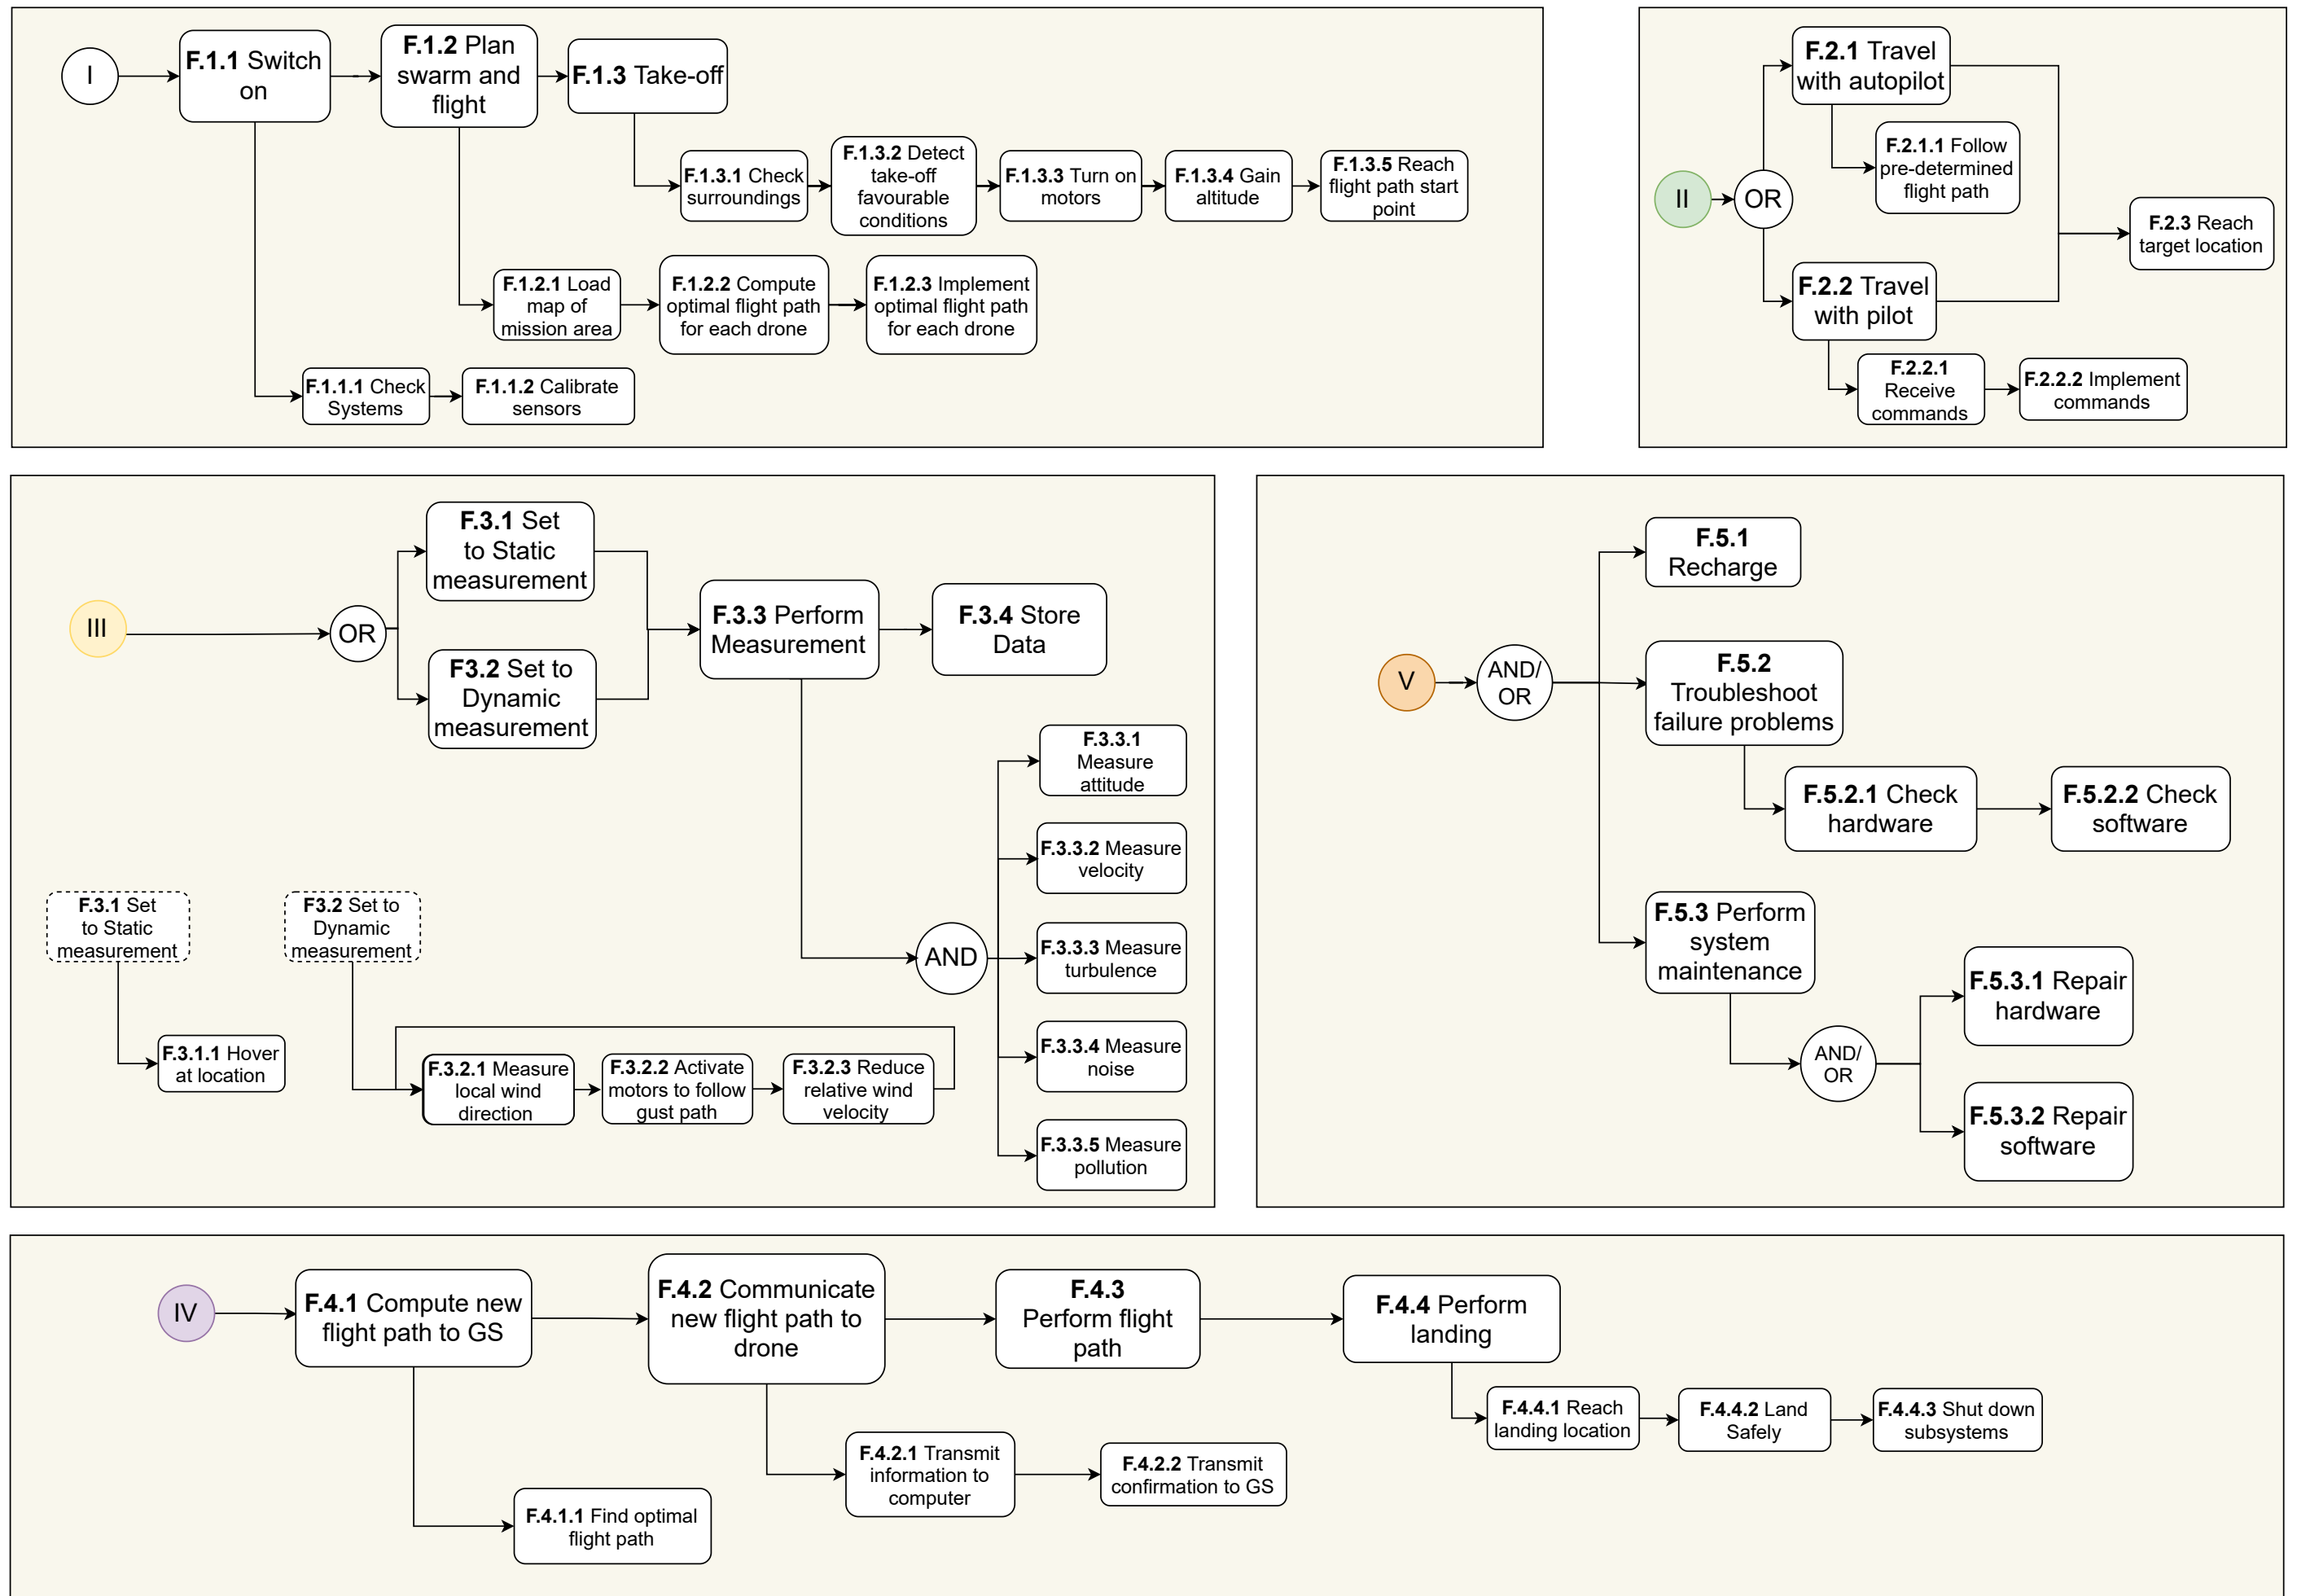 I
F.1.1 Switch
on
F.1.2 Plan
swarm and
flight
F.1.3 Take-off
F.1.3.1 Check
surroundings
F.1.3.2 Detect
take-off
favourable
conditions
F.1.3.3 Turn on
motors
F.1.3.4 Gain
altitude
F.1.3.5 Reach
flight path start
point
F.1.2.1 Load
map of
mission area
F.1.2.2 Compute
optimal flight path
for each drone
F.1.2.3 Implement
optimal flight path
for each drone
F.1.1.1 Check
Systems
F.1.1.2 Calibrate
sensors
II
OR
F.2.1 Travel
with autopilot
F.2.1.1 Follow
pre-determined
flight path
F.2.3 Reach
target location
F.2.2 Travel
with pilot
F.2.2.1
Receive
commands
F.2.2.2 Implement
commands
III
OR
F.3.1 Set
to Static
measurement
F3.2 Set to
Dynamic
measurement
F.3.3 Perform
Measurement
F.3.4 Store
Data
F.3.3.1
Measure
attitude
F.3.3.2 Measure
velocity
AND
F.3.3.3 Measure
turbulence
F.3.3.4 Measure
noise
F.3.3.5 Measure
pollution
F.3.1 Set
to Static
measurement
F3.2 Set to
Dynamic
measurement
F.3.1.1 Hover
at location
F.3.2.1 Measure
local wind
direction
F.3.2.2 Activate
motors to follow
gust path
F.3.2.3 Reduce
relative wind
velocity
V
AND/
OR
F.5.1
Recharge
F.5.2
Troubleshoot
failure problems
F.5.2.1 Check
hardware
F.5.2.2 Check
software
F.5.3 Perform
system
maintenance
AND/
OR
F.5.3.1 Repair
hardware
F.5.3.2 Repair
software
IV
F.4.1 Compute new
flight path to GS
F.4.2 Communicate
new flight path to
drone
F.4.3
Perform flight
path
F.4.4 Perform
landing
F.4.4.1 Reach
landing location
F.4.4.2 Land
Safely
F.4.4.3 Shut down
subsystems
F.4.2.1 Transmit
information to
computer
F.4.2.2 Transmit
confirmation to GS
F.4.1.1 Find optimal
flight path